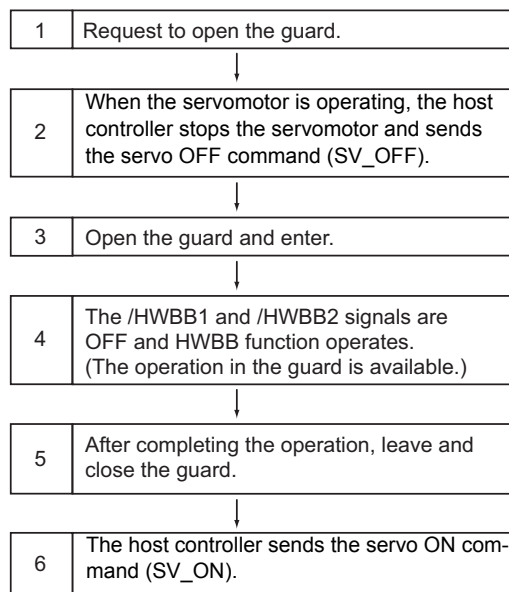 1 Request to open the guard.
2 When the servomotor is operating, the host
controller stops the servomotor and sends
the servo OFF command (SV_OFF).
3 Open the guard and enter.
4 The /HWBB1 and /HWBB2 signals are
OFF and HWBB function operates.
(The operation in the guard is available.)
5 After completing the operation, leave and
close the guard.
6 The host controller sends the servo ON com-
mand (SV_ON).